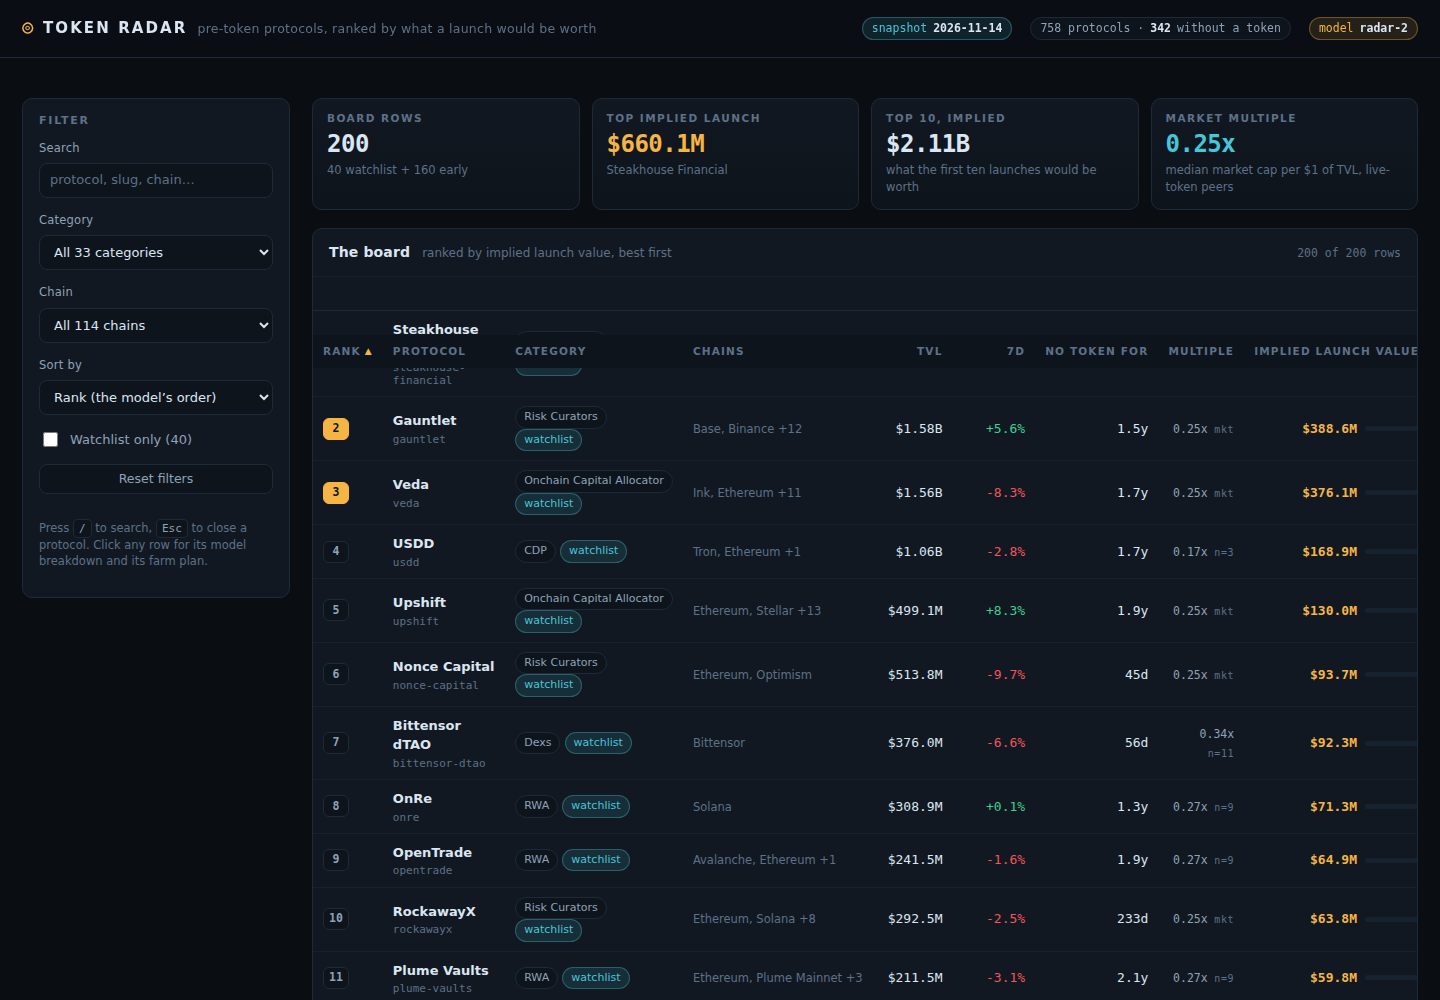 ◎ TOKEN RADAR pre-token protocols, ranked by what a launch would be worth
snapshot 2026-11-14
758 protocols · 342 without a token
model radar-2
FILTER
Search
protocol, slug, chain…
Category
All 33 categories
Chain
All 114 chains
Sort by
Rank (the model’s order)
Watchlist only (40)
Reset filters
Press / to search, Esc to close a
protocol. Click any row for its model
breakdown and its farm plan.
BOARD ROWS
200
40 watchlist + 160 early
TOP IMPLIED LAUNCH
$660.1M
Steakhouse Financial
TOP 10, IMPLIED
$2.11B
what the first ten launches would be
worth
MARKET MULTIPLE
0.25x
median market cap per $1 of TVL, live-
token peers
The board ranked by implied launch value, best first
200 of 200 rows
Steakhouse
RANK ▲ PROTOCOL CATEGORY CHAINS TVL 7D NO TOKEN FOR MULTIPLE IMPLIED LAUNCH VALUE
steakhouse-
financial
2 Gauntlet gauntlet Risk Curators watchlist Base, Binance +12 $1.58B +5.6% 1.5y 0.25x mkt $388.6M
3 Veda veda Onchain Capital Allocator watchlist Ink, Ethereum +11 $1.56B -8.3% 1.7y 0.25x mkt $376.1M
4 USDD usdd CDP watchlist Tron, Ethereum +1 $1.06B -2.8% 1.7y 0.17x n=3 $168.9M
5 Upshift upshift Onchain Capital Allocator watchlist Ethereum, Stellar +13 $499.1M +8.3% 1.9y 0.25x mkt $130.0M
6 Nonce Capital nonce-capital Risk Curators watchlist Ethereum, Optimism $513.8M -9.7% 45d 0.25x mkt $93.7M
7 Bittensor dTAO bittensor-dtao Dexs watchlist Bittensor $376.0M -6.6% 56d 0.34x n=11 $92.3M
8 OnRe onre RWA watchlist Solana $308.9M +0.1% 1.3y 0.27x n=9 $71.3M
9 OpenTrade opentrade RWA watchlist Avalanche, Ethereum +1 $241.5M -1.6% 1.9y 0.27x n=9 $64.9M
10 RockawayX rockawayx Risk Curators watchlist Ethereum, Solana +8 $292.5M -2.5% 233d 0.25x mkt $63.8M
11 Plume Vaults plume-vaults RWA watchlist Ethereum, Plume Mainnet +3 $211.5M -3.1% 2.1y 0.27x n=9 $59.8M